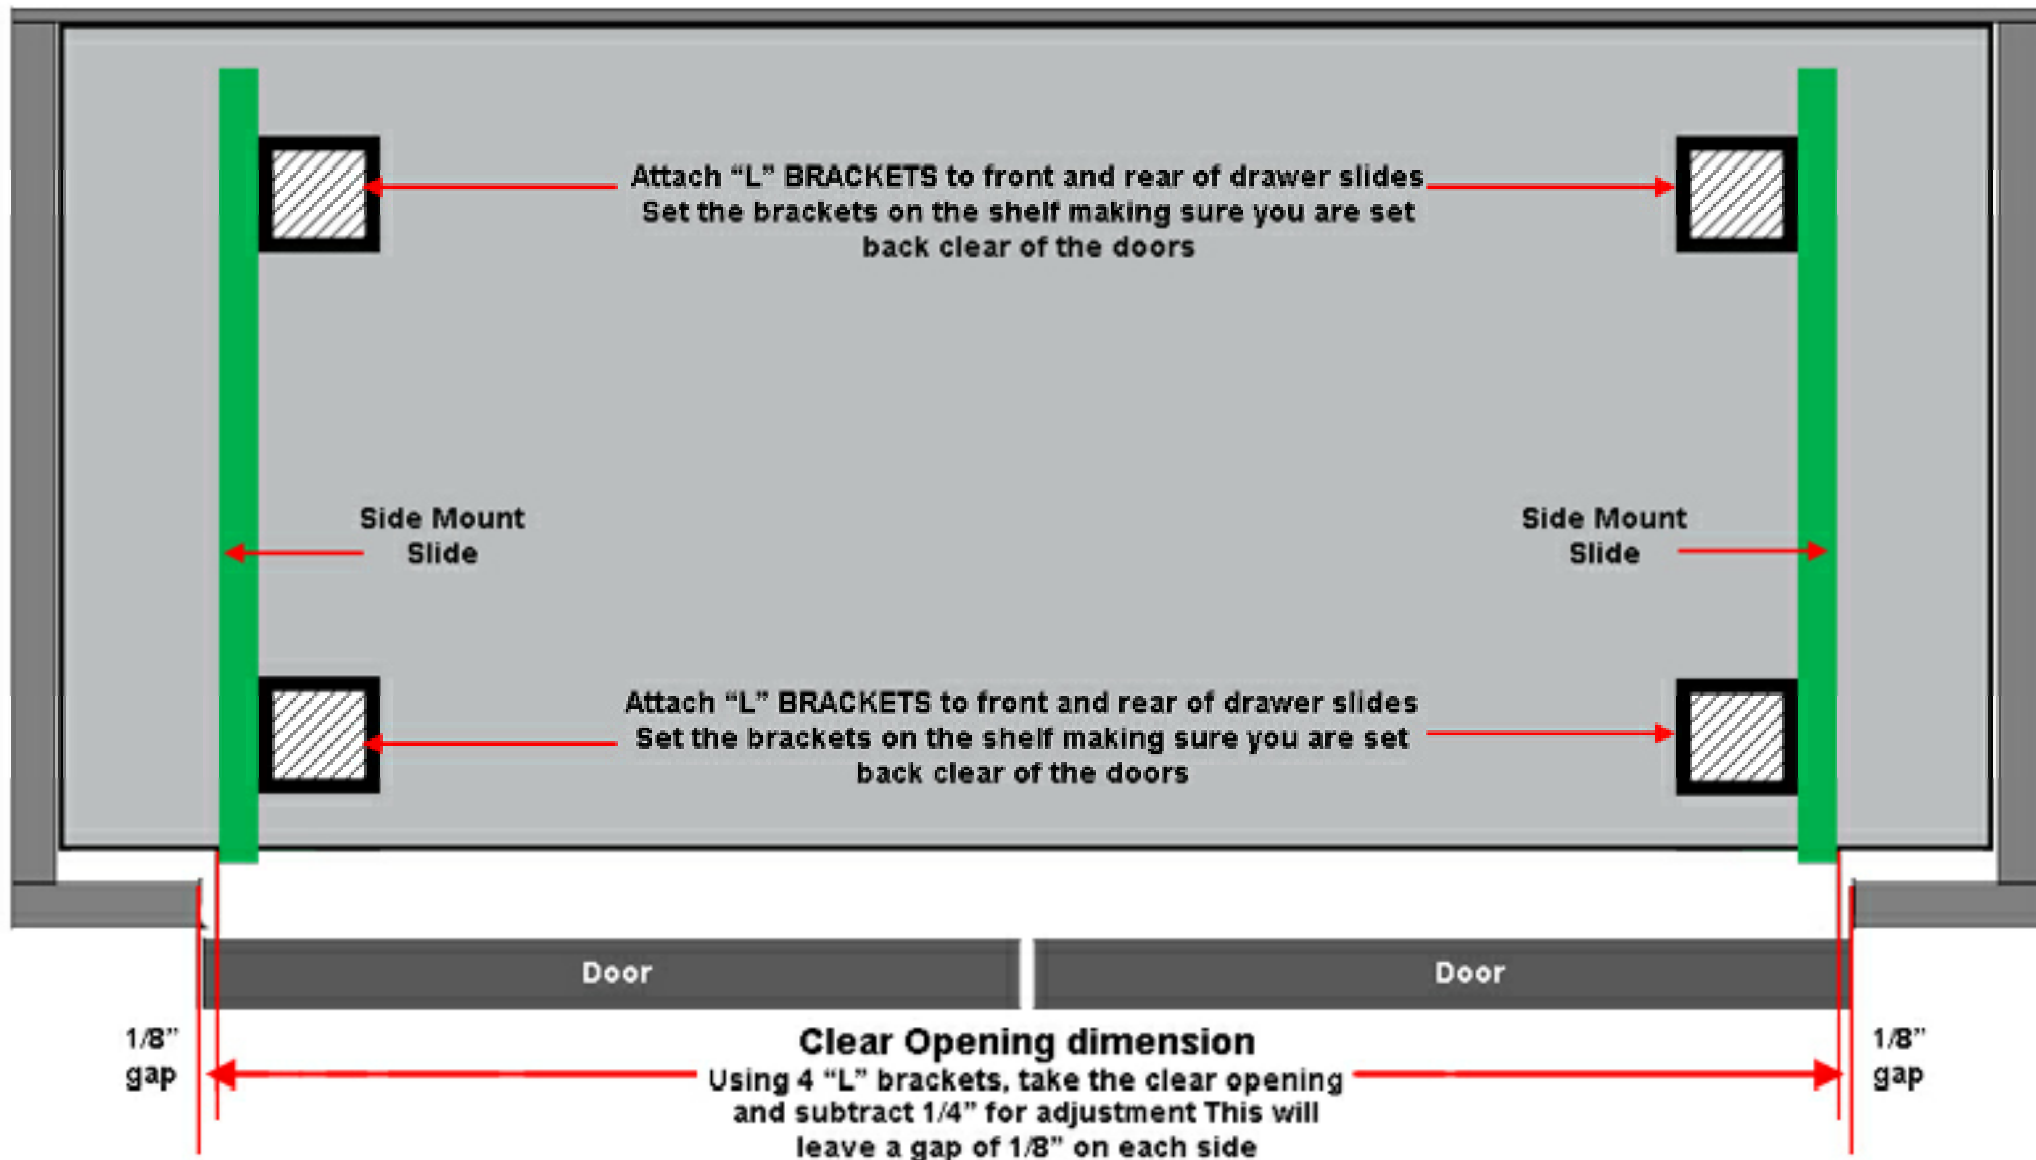 Attach “L” BRACKETS to front and rear of drawer slides
Set the brackets on the shelf making sure you are set
back clear of the doors
Side Mount
Slide
Side Mount
Slide
Attach “L” BRACKETS to front and rear of drawer slides
Set the brackets on the shelf making sure you are set
back clear of the doors
Door
Door
1/8”
gap
Clear Opening dimension
Using 4 “L” brackets, take the clear opening
and subtract 1/4” for adjustment This will
leave a gap of 1/8” on each side
1/8”
gap